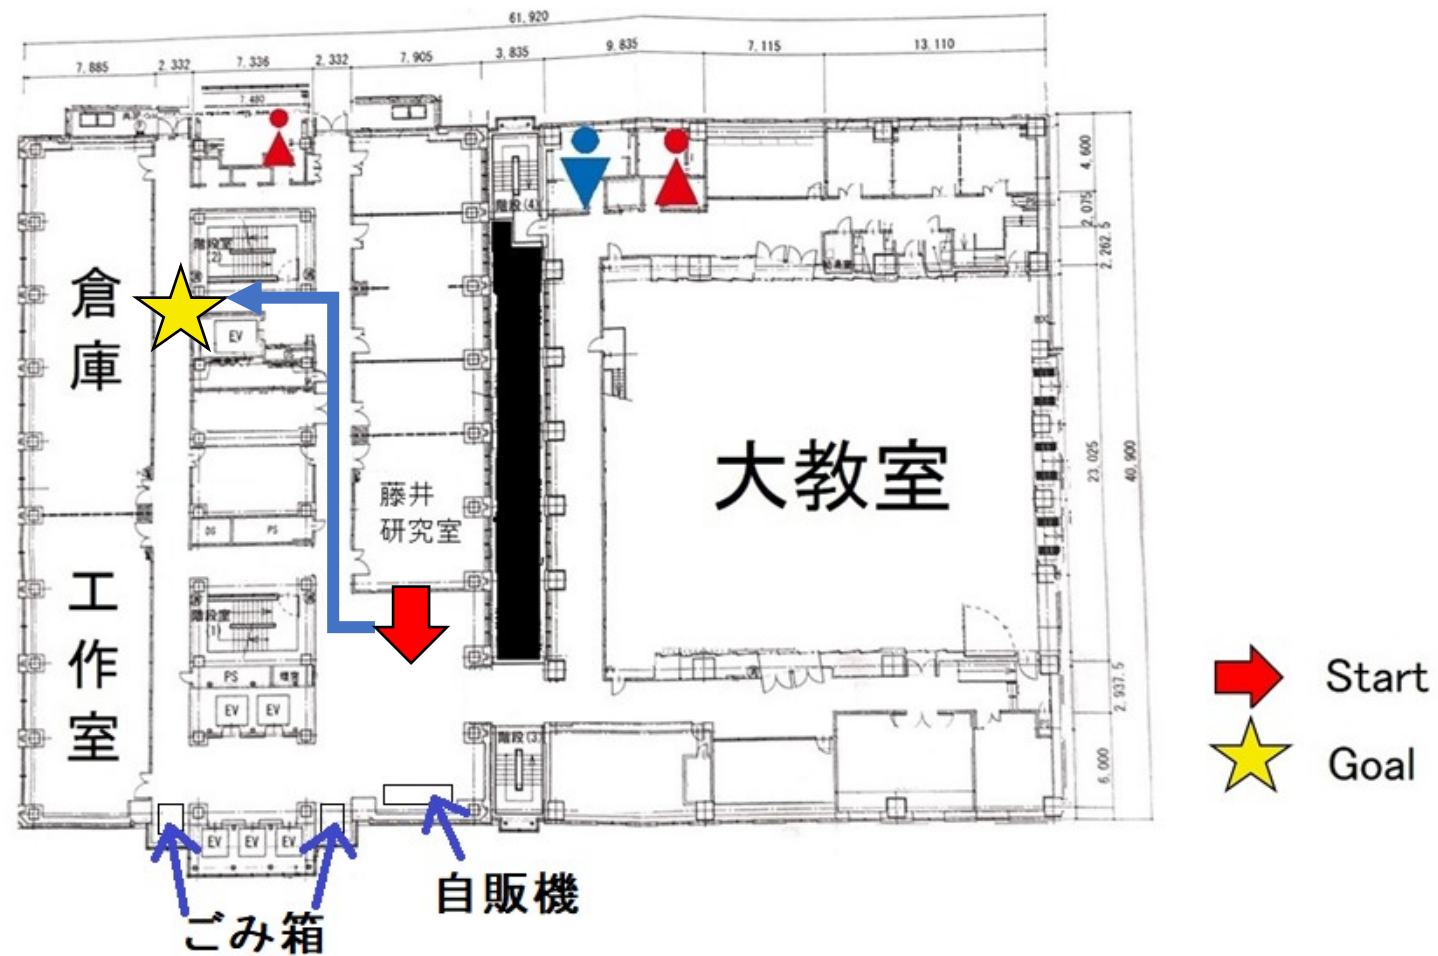 61,920
7,885
2,332
7,336
2,332
7,905
3,835
9,835
7,115
13,110
7,480
4,600
2,075
2,262.5
23,025
40,900
2,937.5
6,000
階段(4)
階段室
(2)
倉庫
EV
大教室
藤井
研究室
DS
PS
工作室
階段室
(1)
PS
EV
EV
階段(3)
EV
EV
EV
Start
Goal
自販機
ごみ箱